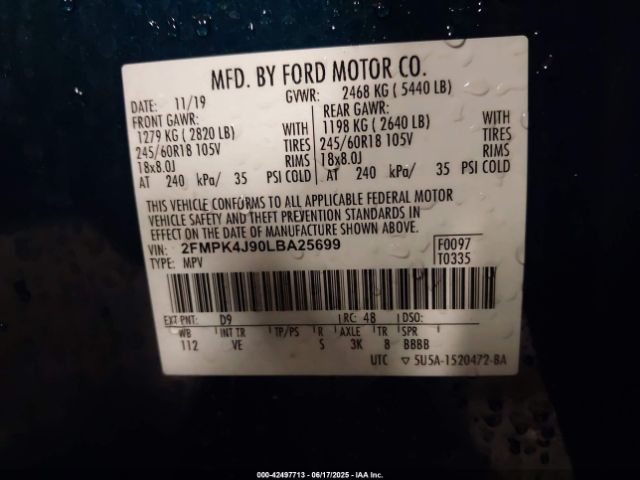 MFD. BY FORD MOTOR CO.
DATE: 11/19 GVWR: 2468 KG ( 5440 LB)
FRONT GAWR: REAR GAWR:
1279 KG ( 2820 LB) WITH 1198 KG ( 2640 LB) WITH
245/60R18 105V TIRES 245/60R18 105V TIRES
18x8.0J RIMS 18x8.0J RIMS
AT 240 kPa/ 35 PSI COLD AT 240 kPa/ 35 PSI COLD
THIS VEHICLE CONFORMS TO ALL APPLICABLE FEDERAL MOTOR
VEHICLE SAFETY AND THEFT PREVENTION STANDARDS IN
EFFECT ON THE DATE OF MANUFACTURE SHOWN ABOVE.
VIN: 2FMPK4J90LBA25699 F0097
TYPE: MPV T0335
EXT PNT: D9 RC: 48 DSO:
WB INT TR TP/PS R AXLE TR SPR
112 VE S 3K 8 BBBB
UTC ▽ 5U5A-1520472-BA
000-42497713 - 06/17/2025 - IAA Inc.